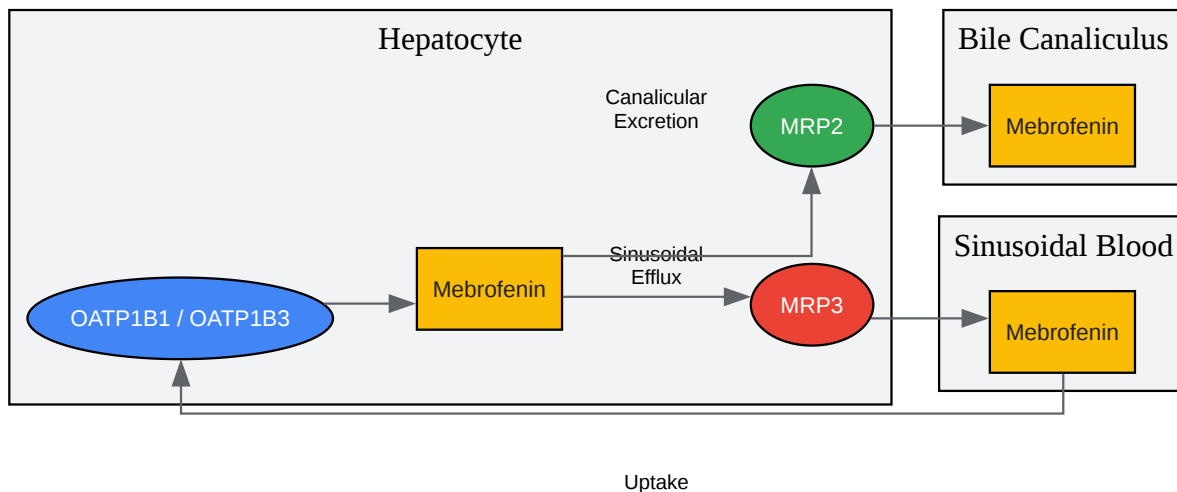 Hepatocyte
Bile Canaliculus
Canalicular
Excretion
MRP2
Mebrofenin
Sinusoidal Blood
Sinusoidal
Efflux
Mebrofenin
MRP3
OATP1B1 / OATP1B3
Mebrofenin
Uptake